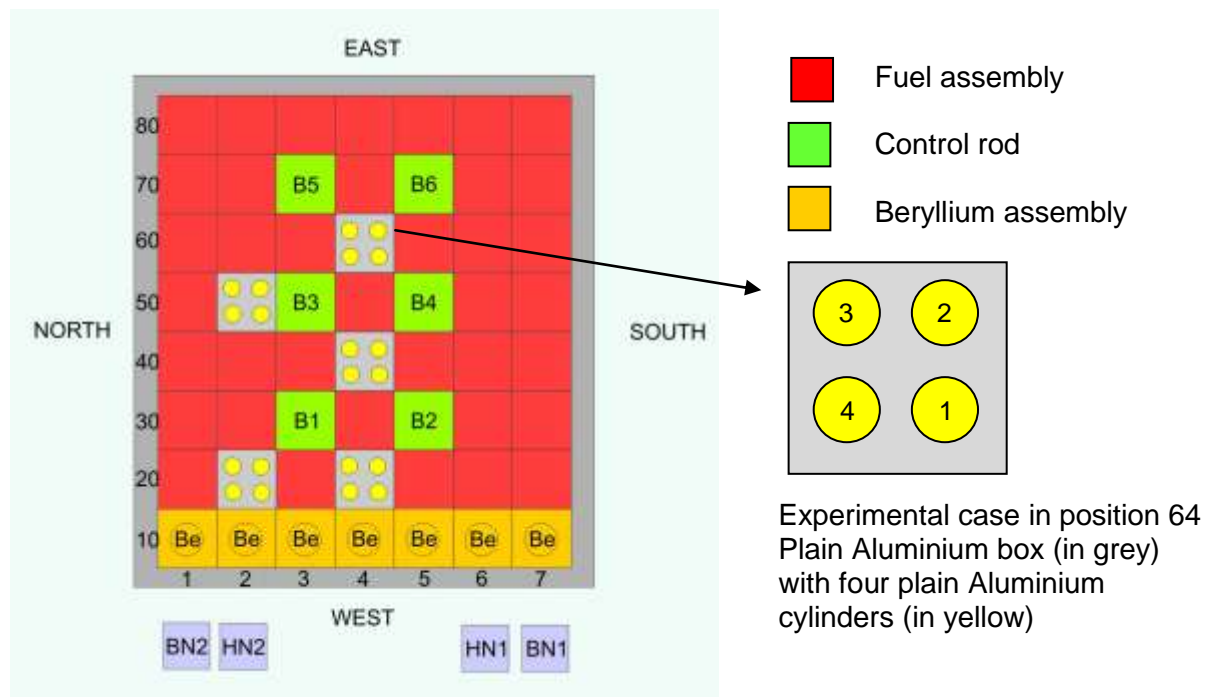 EAST
80
70 B5 B6
60
NORTH 50 B3 B4 SOUTH
40
30 B1 B2
20
10 Be Be Be Be Be Be Be
1 2 3 4 5 6 7
WEST
BN2 HN2 HN1 BN1
Fuel assembly
Control rod
Beryllium assembly
3 2
4 1
Experimental case in position 64
Plain Aluminium box (in grey)
with four plain Aluminium
cylinders (in yellow)